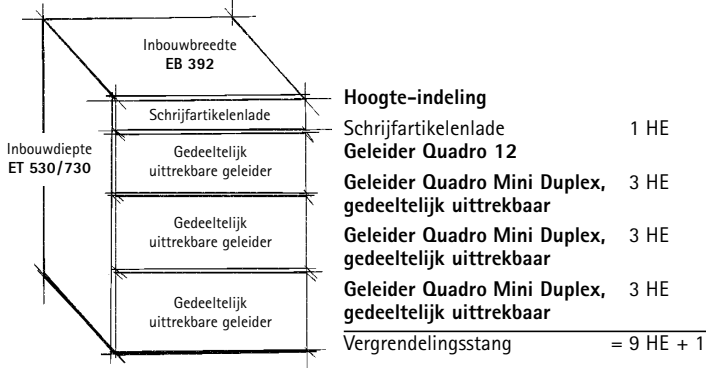 Inbouwbreedte
EB 392
Schrijfartikelenlade
Inbouwdiepte
ET 530/730
Gedeeltelijk
uittrekbare geleider
Gedeeltelijk
uittrekbare geleider
Gedeeltelijk
uittrekbare geleider
Hoogte-indeling
Schrijfartikelenlade 1 HE
Geleider Quadro 12
Geleider Quadro Mini Duplex, 3 HE
gedeeltelijk uittrekbaar
Geleider Quadro Mini Duplex, 3 HE
gedeeltelijk uittrekbaar
Geleider Quadro Mini Duplex, 3 HE
gedeeltelijk uittrekbaar
Vergrendelingsstang = 9 HE + 1